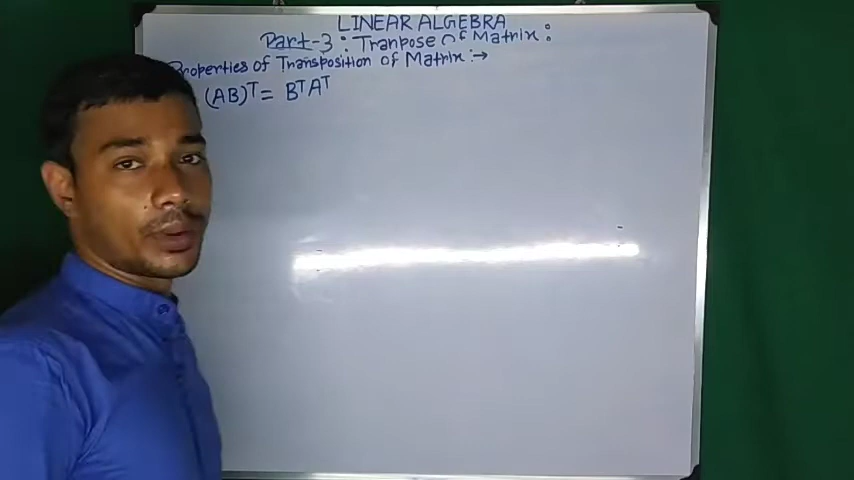 LINEAR ALGEBRA
Part-3 : Tranpose Of Matrix :
Properties of Transposition of Matrix :→
(AB)ᵀ = BᵀAᵀ